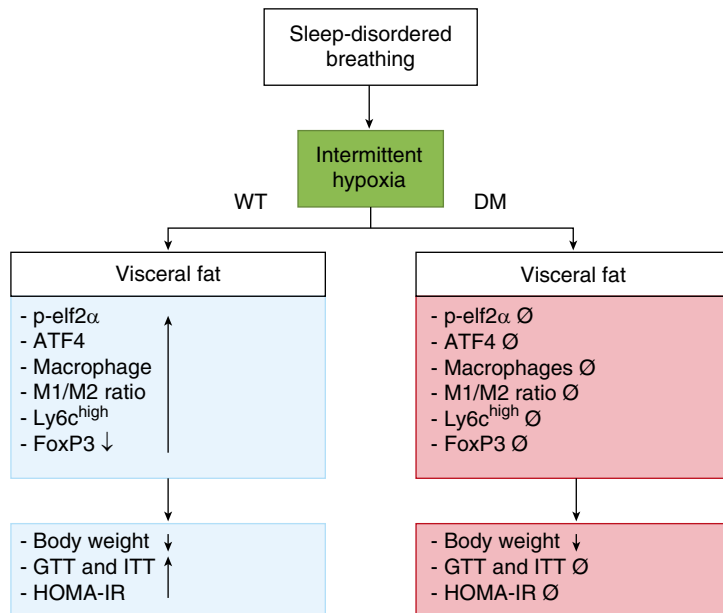 Sleep-disordered
breathing
Intermittent
hypoxia
WT
DM
Visceral fat
- p-elf2α
- ATF4
- Macrophage
- M1/M2 ratio
- Ly6c^high
- FoxP3 ↓
- Body weight ↓
- GTT and ITT
- HOMA-IR
Visceral fat
- p-elf2α Ø
- ATF4 Ø
- Macrophages Ø
- M1/M2 ratio Ø
- Ly6c^high Ø
- FoxP3 Ø
- Body weight ↓
- GTT and ITT Ø
- HOMA-IR Ø